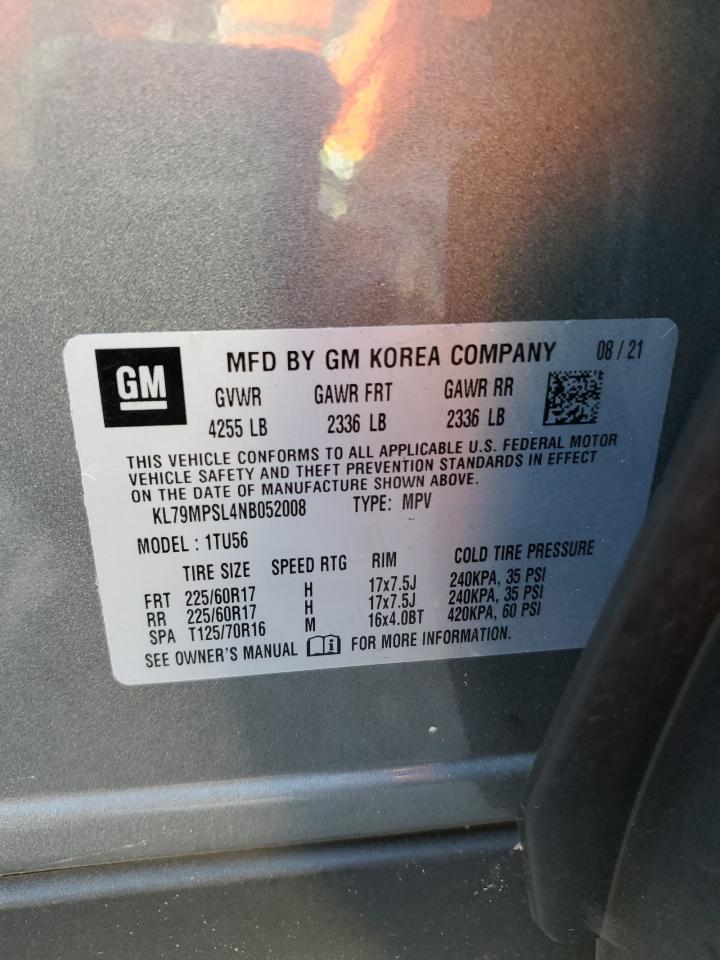 GM
MFD BY GM KOREA COMPANY 08 / 21
GVWR GAWR FRT GAWR RR
4255 LB 2336 LB 2336 LB
THIS VEHICLE CONFORMS TO ALL APPLICABLE U.S. FEDERAL MOTOR
VEHICLE SAFETY AND THEFT PREVENTION STANDARDS IN EFFECT
ON THE DATE OF MANUFACTURE SHOWN ABOVE.
KL79MPSL4NB052008 TYPE: MPV
MODEL : 1TU56
TIRE SIZE SPEED RTG RIM COLD TIRE PRESSURE
FRT 225/60R17 H 17x7.5J 240KPA, 35 PSI
RR 225/60R17 H 17x7.5J 240KPA, 35 PSI
SPA T125/70R16 M 16x4.0BT 420KPA, 60 PSI
SEE OWNER'S MANUAL i FOR MORE INFORMATION.